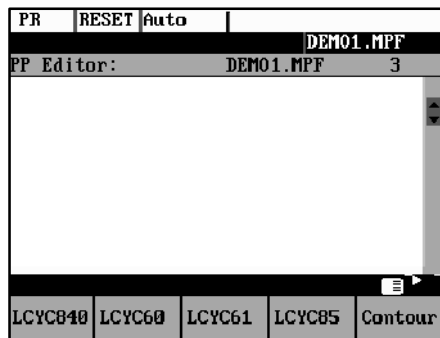 PR RESET Auto
DEMO1.MPF
PP Editor: DEMO1.MPF 3
LCYC840 LCYC60 LCYC61 LCYC85 Contour